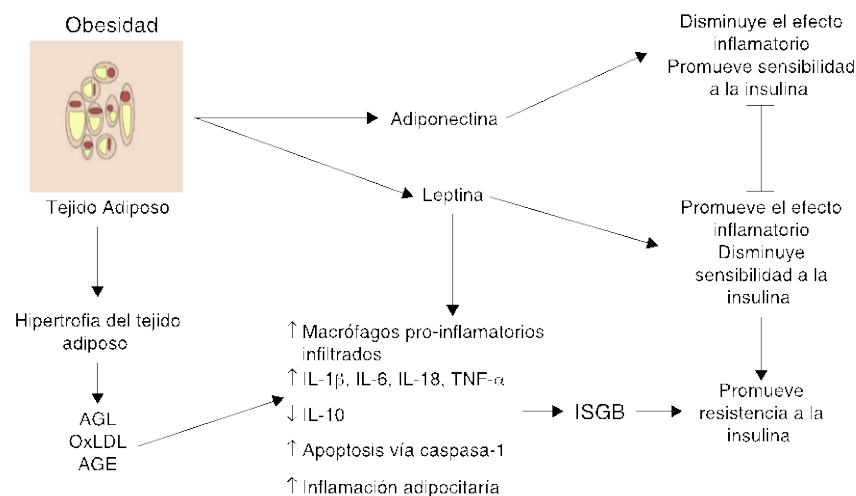 Obesidad
Tejido Adiposo
Hipertrofia del tejido
adiposo
AGL
OxLDL
AGE
Adiponectina
Leptina
↑ Macrófagos pro-inflamatorios
infiltrados
↑ IL-1β, IL-6, IL-18, TNF-α
↓ IL-10
↑ Apoptosis vía caspasa-1
↑ Inflamación adipocitaría
ISGB
Disminuye el efecto
inflamatorio
Promueve sensibilidad
a la insulina
Promueve el efecto
inflamatorio
Disminuye
sensibilidad a la
insulina
Promueve
resistencia a la
insulina